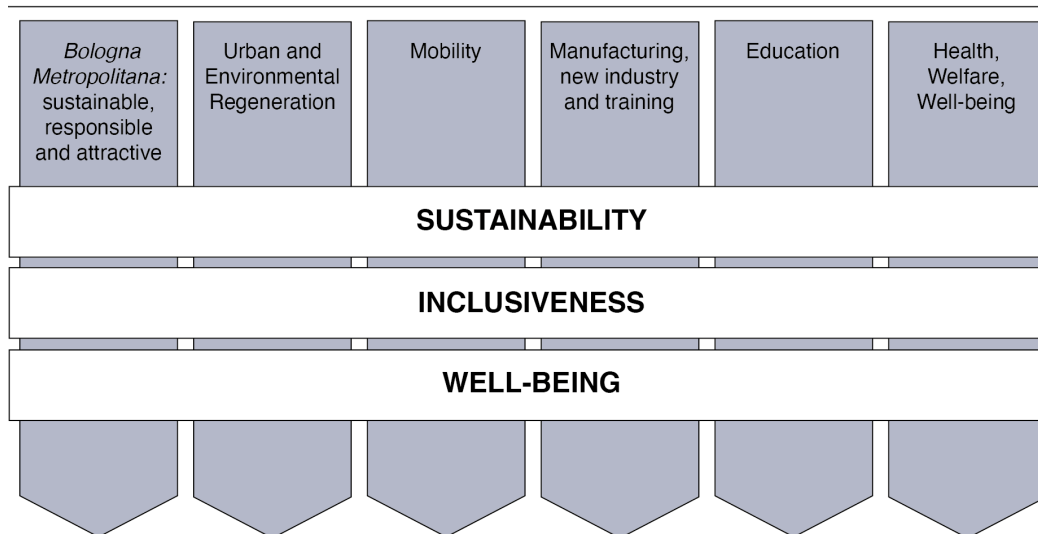 Bologna
Metropolitana:
sustainable,
responsible
and attractive
Urban and
Environmental
Regeneration
Mobility
Manufacturing,
new industry
and training
Education
Health,
Welfare,
Well-being
SUSTAINABILITY
INCLUSIVENESS
WELL-BEING